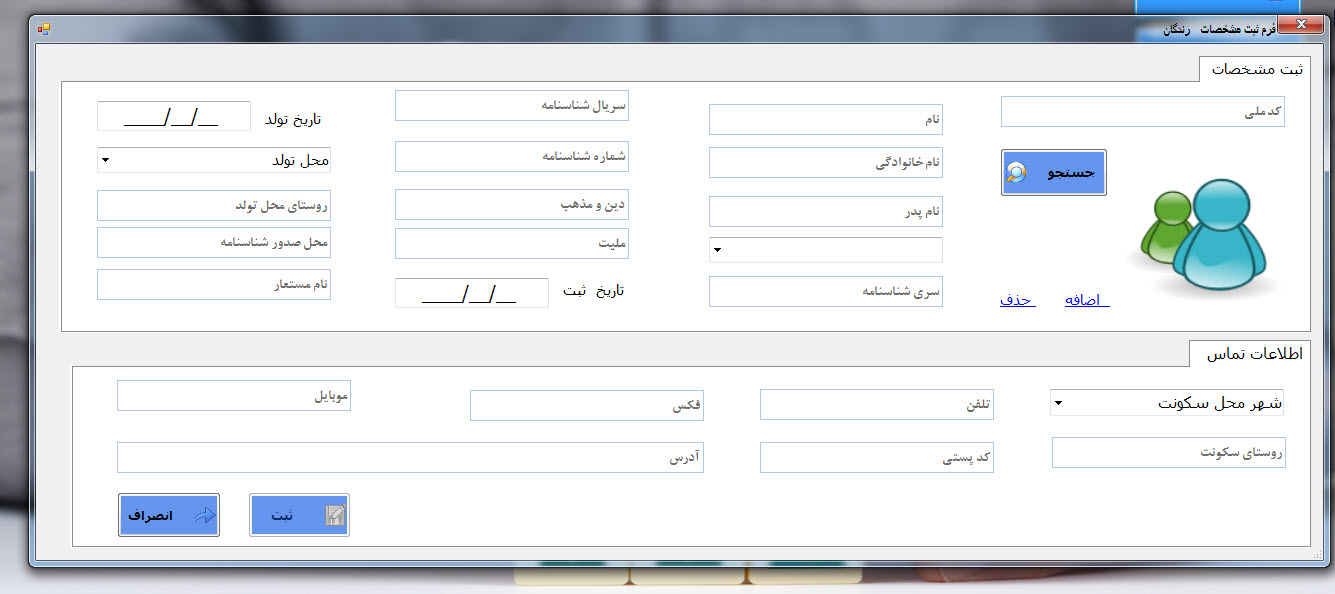 فرم ثبت مشخصات رندگان
ثبت مشخصات
کدملی
جستجو
اضافه
حذف
نام
نام خانوادگی
نام پدر
سری شناسنامه
سریال شناسنامه
شماره شناسنامه
دین و مذهب
ملیت
تاریخ ثبت __/__/____
تاریخ تولد __/__/____
محل تولد
روستای محل تولد
محل صدور شناسنامه
نام مستعار
اطلاعات تماس
شهر محل سکونت
تلفن
فکس
موبایل
روستای سکونت
کد پستی
آدرس
ثبت
انصراف